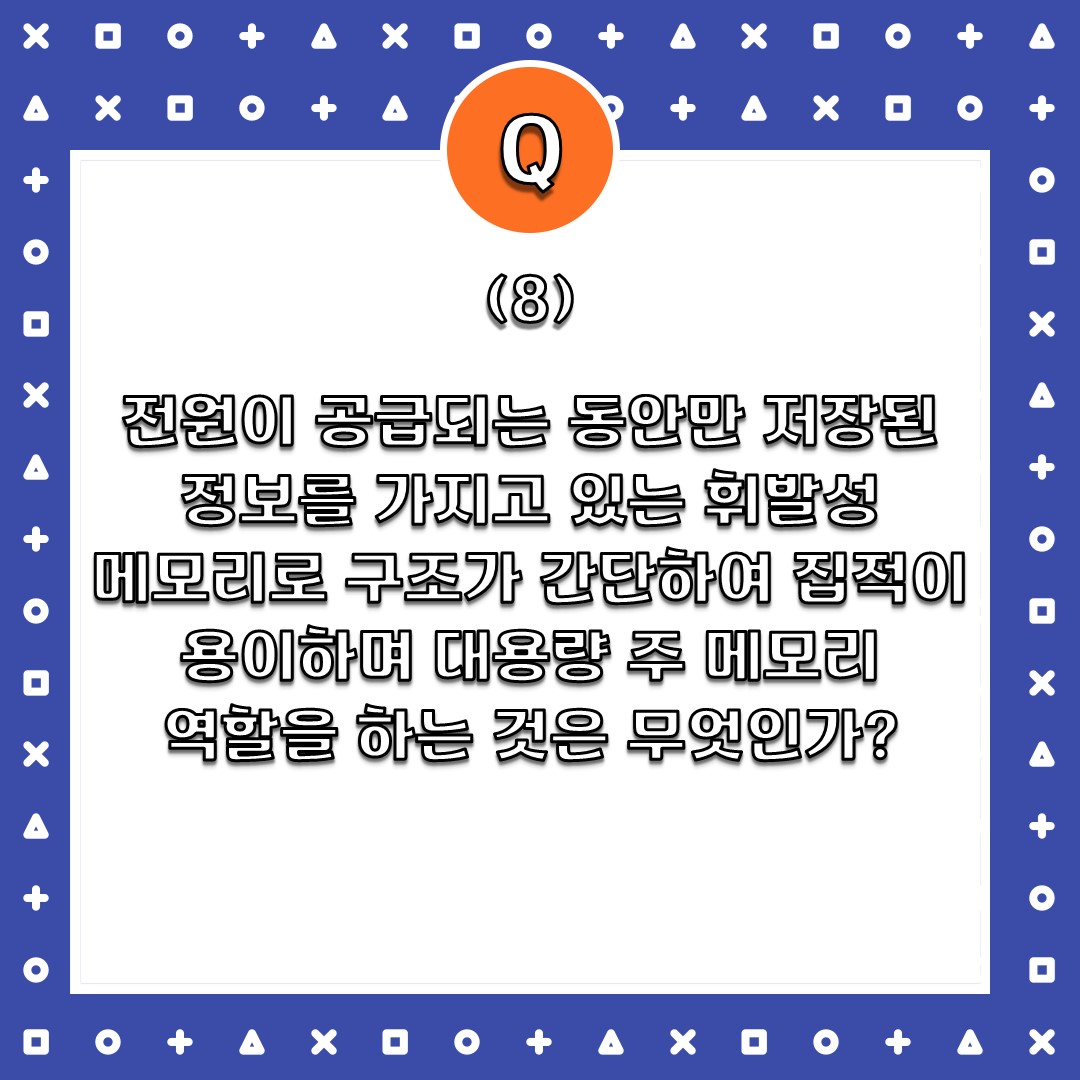 Q
(8)
전원이 공급되는 동안만 저장된
정보를 가지고 있는 휘발성
메모리로 구조가 간단하여 집적이
용이하며 대용량 주 메모리
역할을 하는 것은 무엇인가?